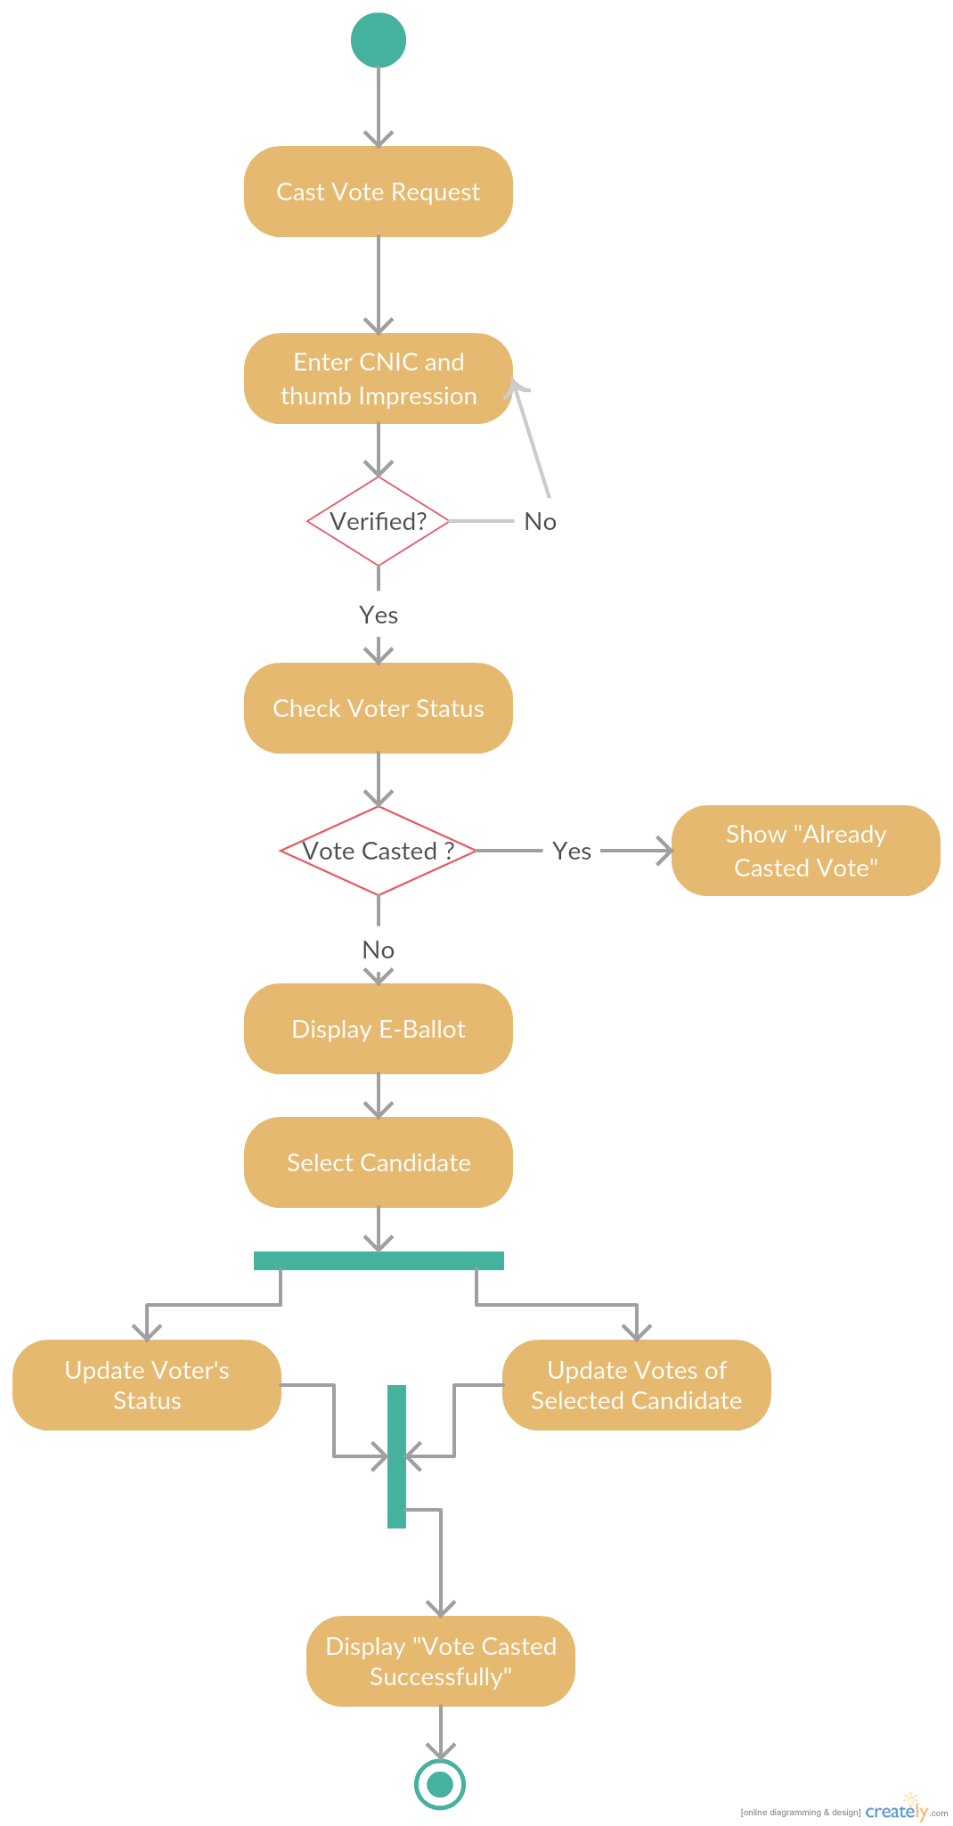 Cast Vote Request
Enter CNIC and
thumb Impression
Verified?
No
Yes
Check Voter Status
Vote Casted ?
Yes
Show "Already
Casted Vote"
No
Display E-Ballot
Select Candidate
Update Voter's
Status
Update Votes of
Selected Candidate
Display "Vote Casted
Successfully"
[online diagramming & design] creately.com